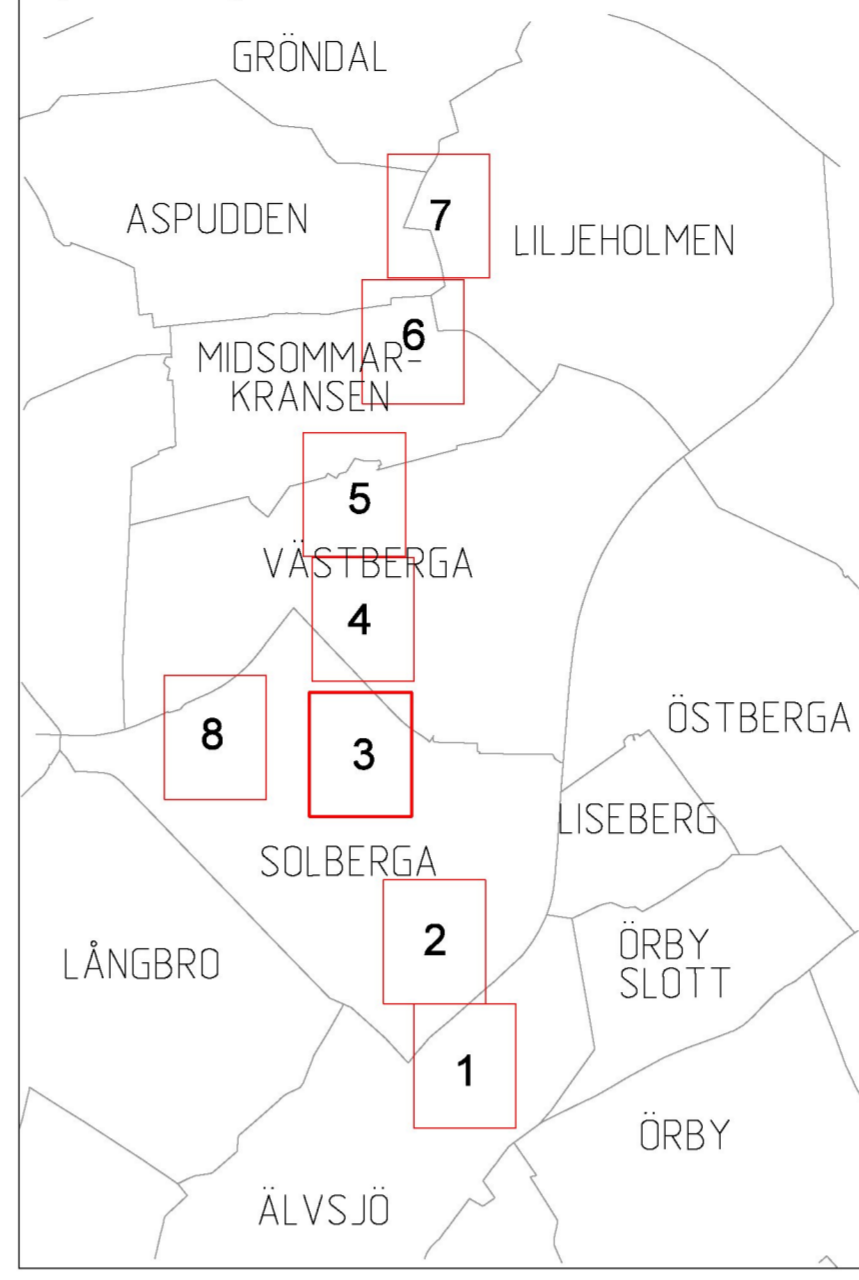 GRÖNDAL
ASPUDDEN
7
LILJEHOLMEN
6
MIDSOMMAR-
KRANSEN
5
VÄSTBERGA
4
8
3
ÖSTBERGA
LISEBERG
SOLBERGA
2
LÅNGBRO
ÖRBY
SLOTT
1
ÖRBY
ÄLVSJÖ